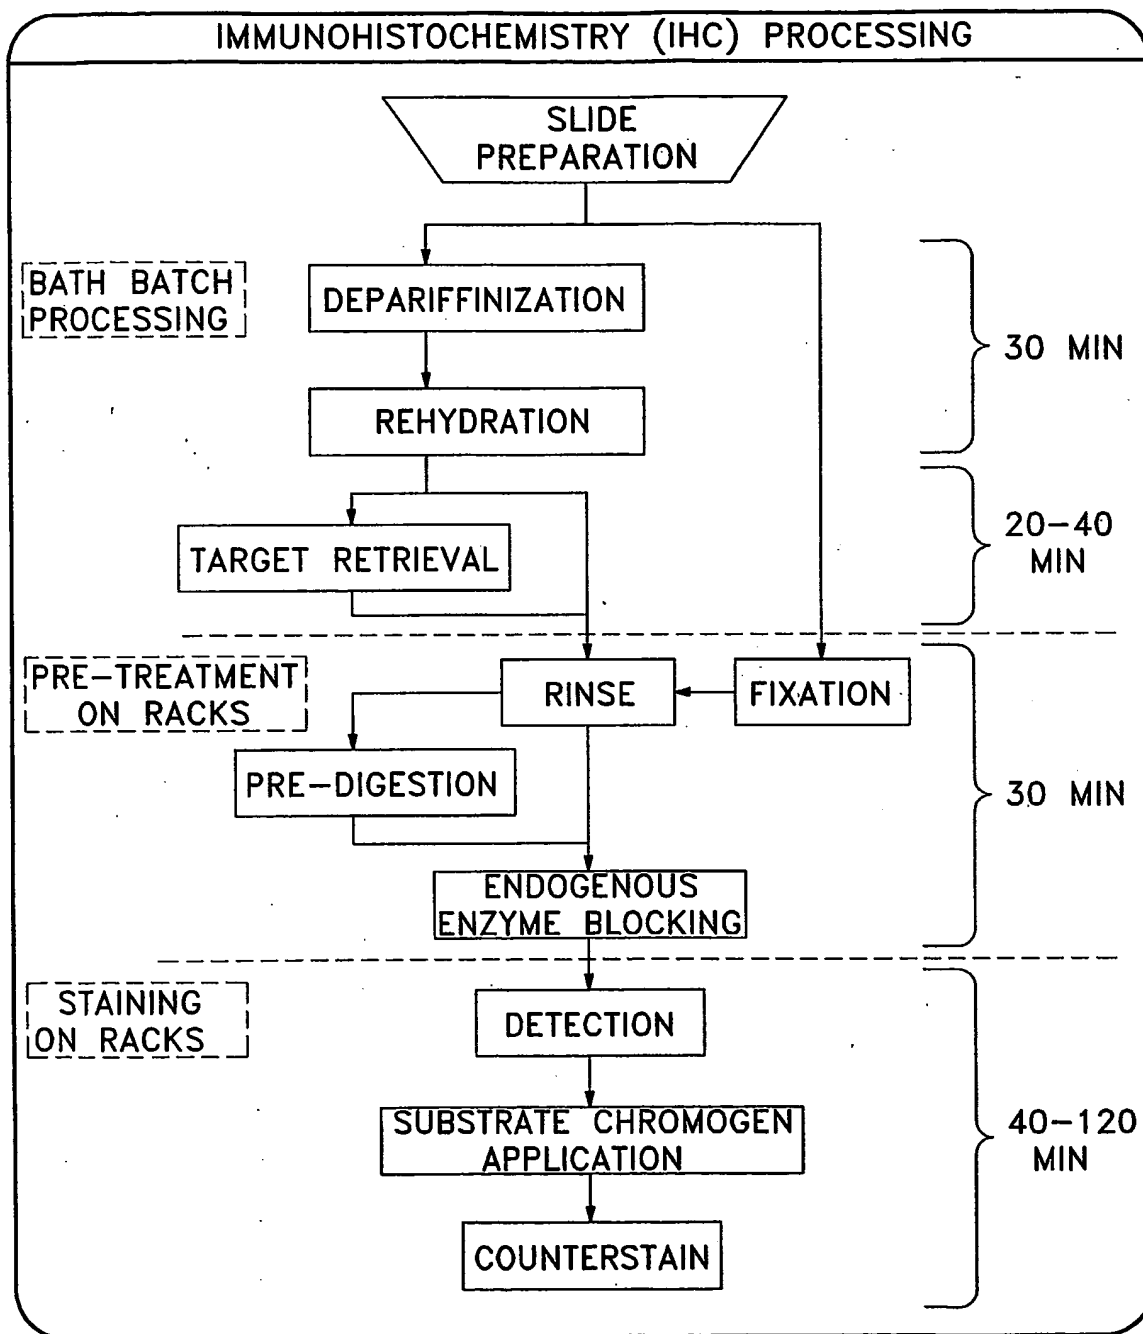 IMMUNOHISTOCHEMISTRY (IHC) PROCESSING
SLIDE
PREPARATION
BATH BATCH
PROCESSING
DEPARIFFINIZATION
30 MIN
REHYDRATION
TARGET RETRIEVAL
20-40
MIN
PRE-TREATMENT
ON RACKS
RINSE
FIXATION
PRE-DIGESTION
30 MIN
ENDOGENOUS
ENZYME BLOCKING
STAINING
ON RACKS
DETECTION
SUBSTRATE CHROMOGEN
APPLICATION
40-120
MIN
COUNTERSTAIN